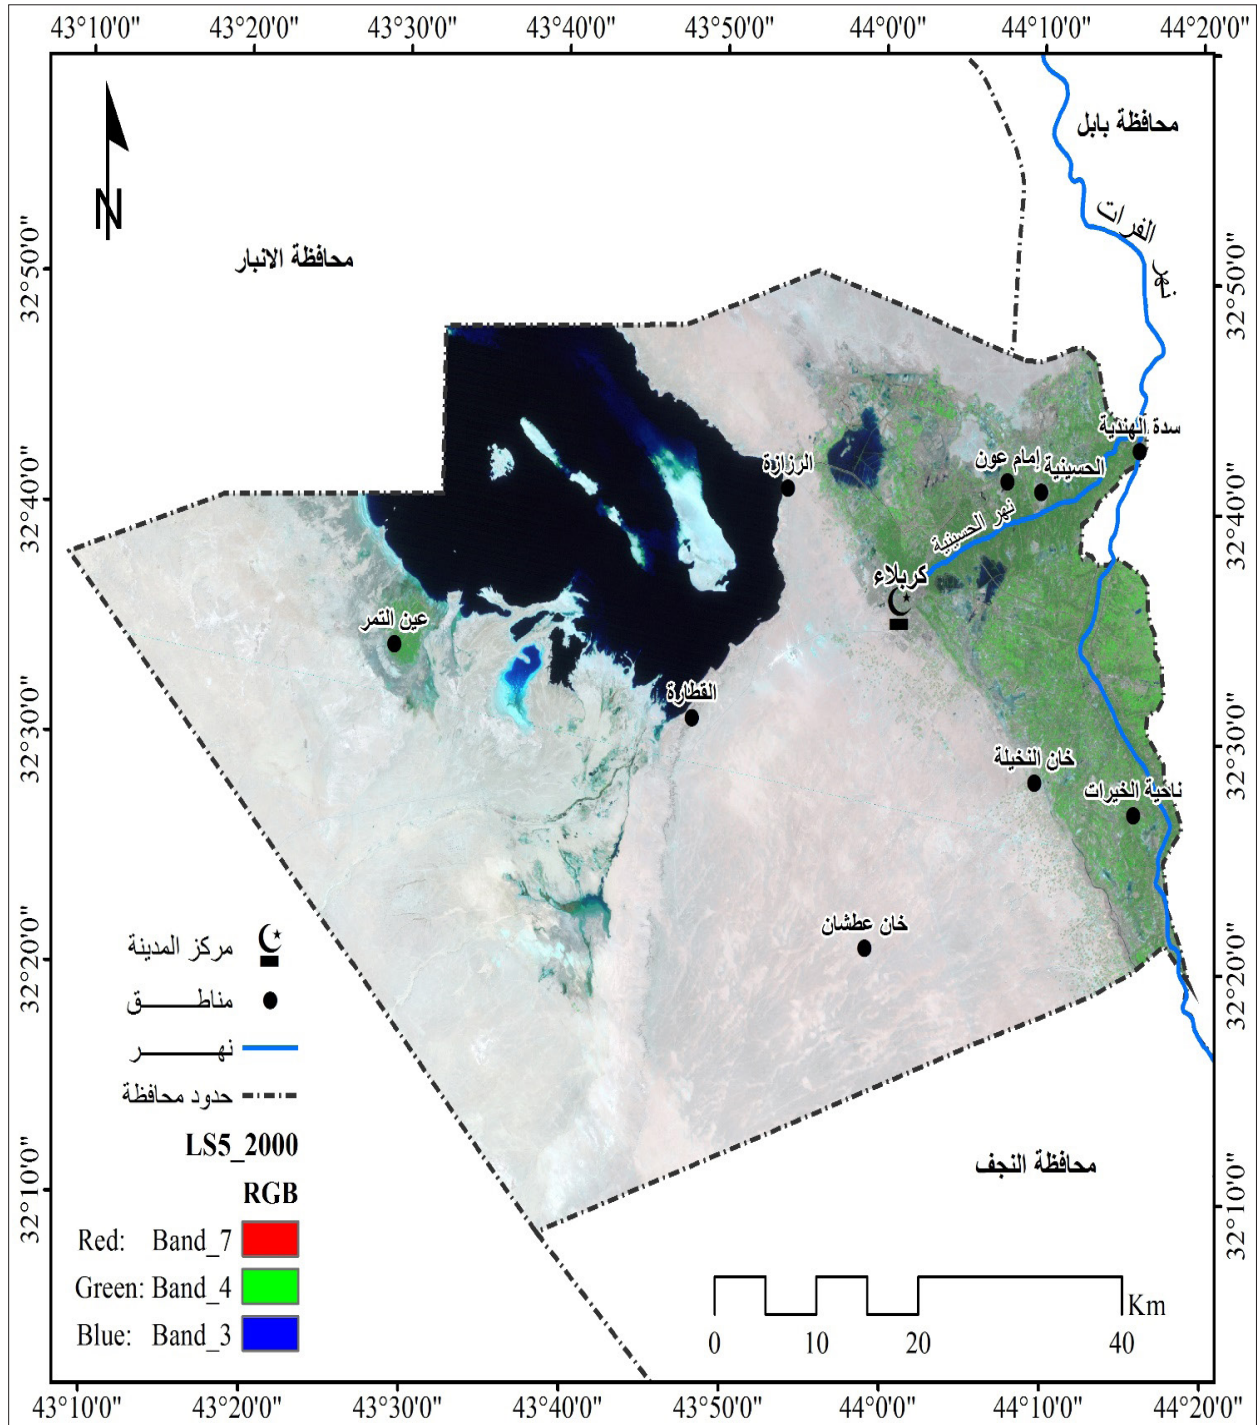 43°10'0" 43°20'0" 43°30'0" 43°40'0" 43°50'0" 44°00'0" 44°10'0" 44°20'0"
محافظة بابل
نهر الفرات
N
محافظة الانبار
32°50'0" 32°50'0"
سدة الهندية
الرزازة
إمام عون
الحسينية
32°40'0" 32°40'0"
نهر الحسينية
كربلاء
عين التمر
القطارة
32°30'0" 32°30'0"
خان النخيلة
ناحية الخيرات
خان عطشان
مركز المدينة
32°20'0" 32°20'0"
مناطــــــــق
نهــــــــــر
حدود محافظة
LS5_2000
محافظة النجف
RGB
32°10'0" 32°10'0"
Red: Band_7
Green: Band_4
Blue: Band_3
Km
0 10 20 40
43°10'0" 43°20'0" 43°30'0" 43°40'0" 43°50'0" 44°00'0" 44°10'0" 44°20'0"